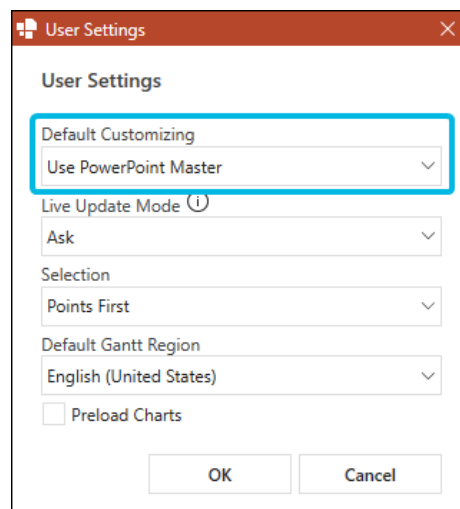 User Settings
User Settings
Default Customizing
Use PowerPoint Master
Live Update Mode
Ask
Selection
Points First
Default Gantt Region
English (United States)
Preload Charts
OK Cancel